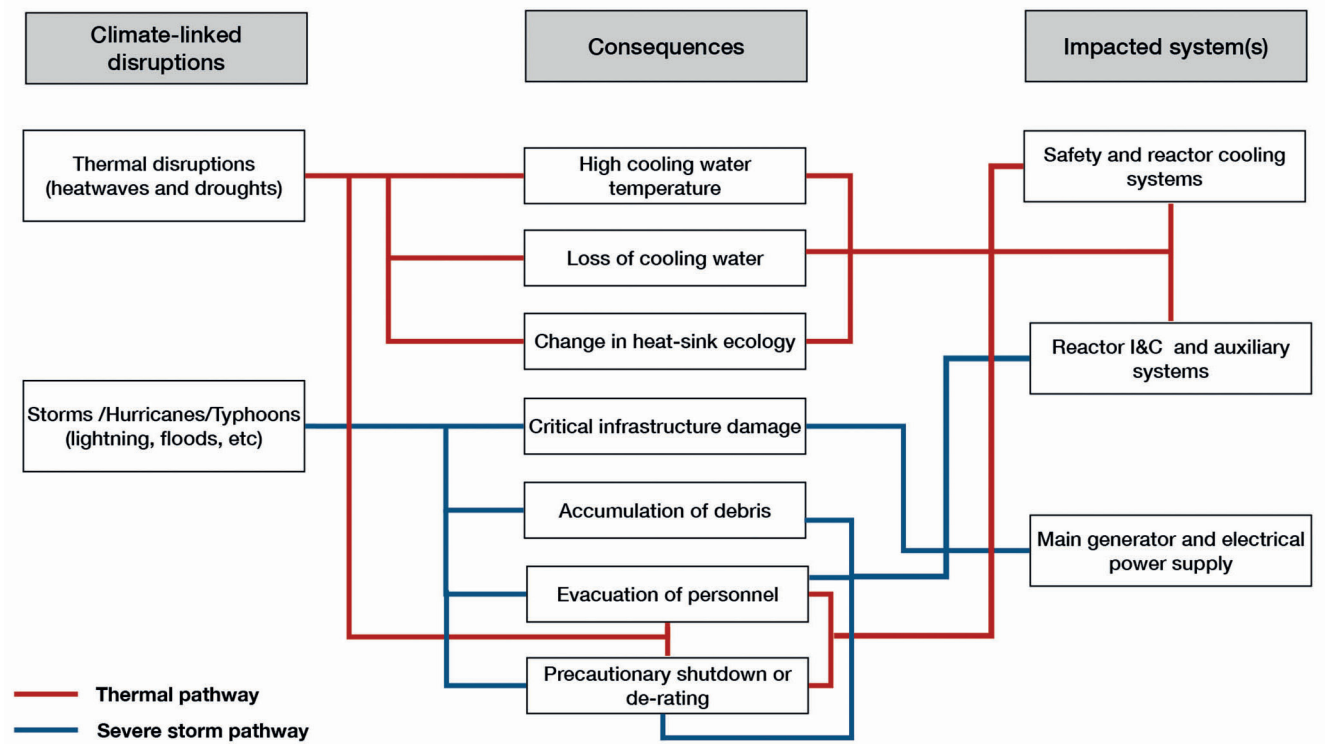 Climate-linked
disruptions
Consequences
Impacted system(s)
Thermal disruptions
(heatwaves and droughts)
High cooling water
temperature
Safety and reactor cooling
systems
Loss of cooling water
Change in heat-sink ecology
Reactor I&C and auxiliary
systems
Storms /Hurricanes/Typhoons
(lightning, floods, etc)
Critical infrastructure damage
Accumulation of debris
Main generator and electrical
power supply
Evacuation of personnel
Precautionary shutdown or
de-rating
Thermal pathway
Severe storm pathway